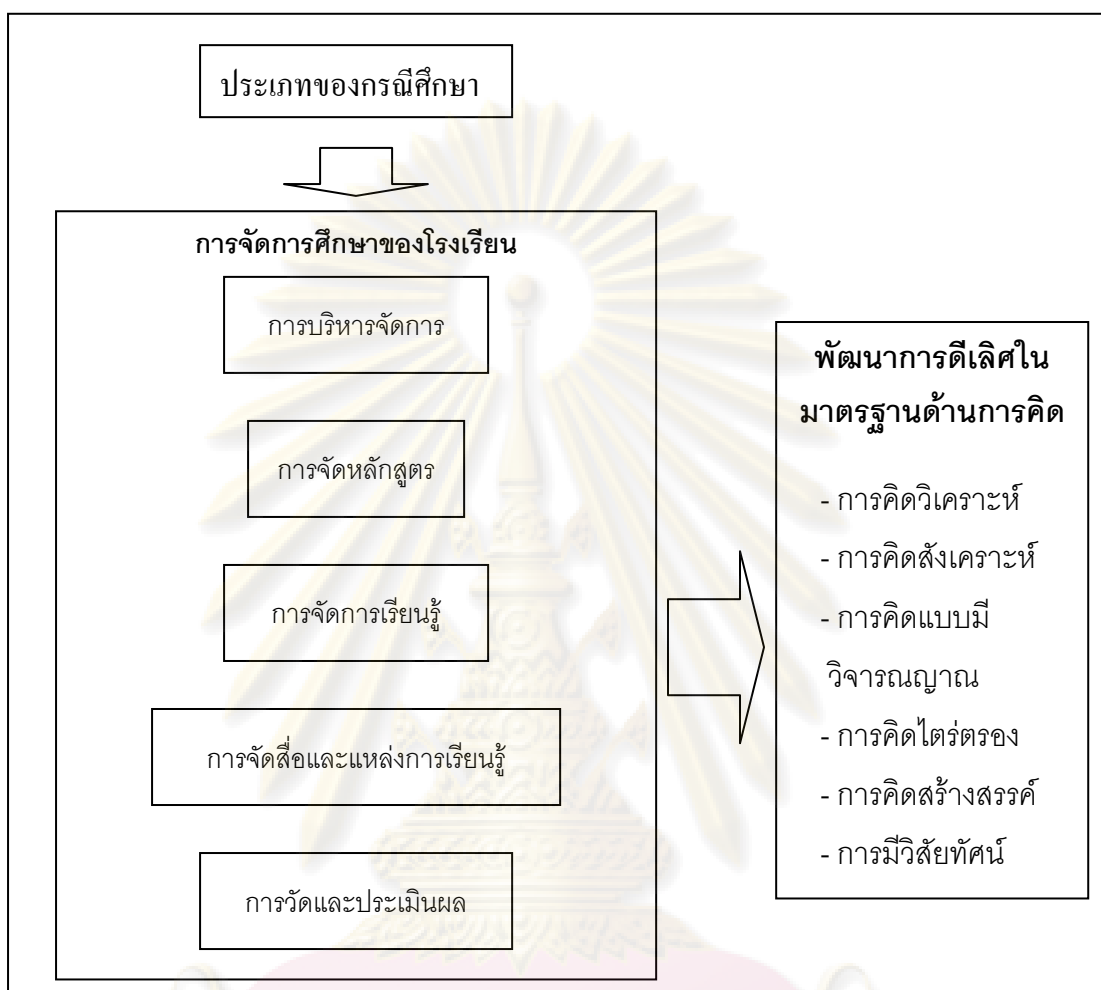 ประเภทของกรณีศึกษา
การจัดการศึกษาของโรงเรียน
การบริหารจัดการ
การจัดหลักสูตร
การจัดการเรียนรู้
การจัดสื่อและแหล่งการเรียนรู้
การวัดและประเมินผล
พัฒนาการดีเลิศใน
มาตรฐานด้านการคิด
- การคิดวิเคราะห์
- การคิดสังเคราะห์
- การคิดแบบมี
วิจารณญาณ
- การคิดไตร่ตรอง
- การคิดสร้างสรรค์
- การมีวิสัยทัศน์